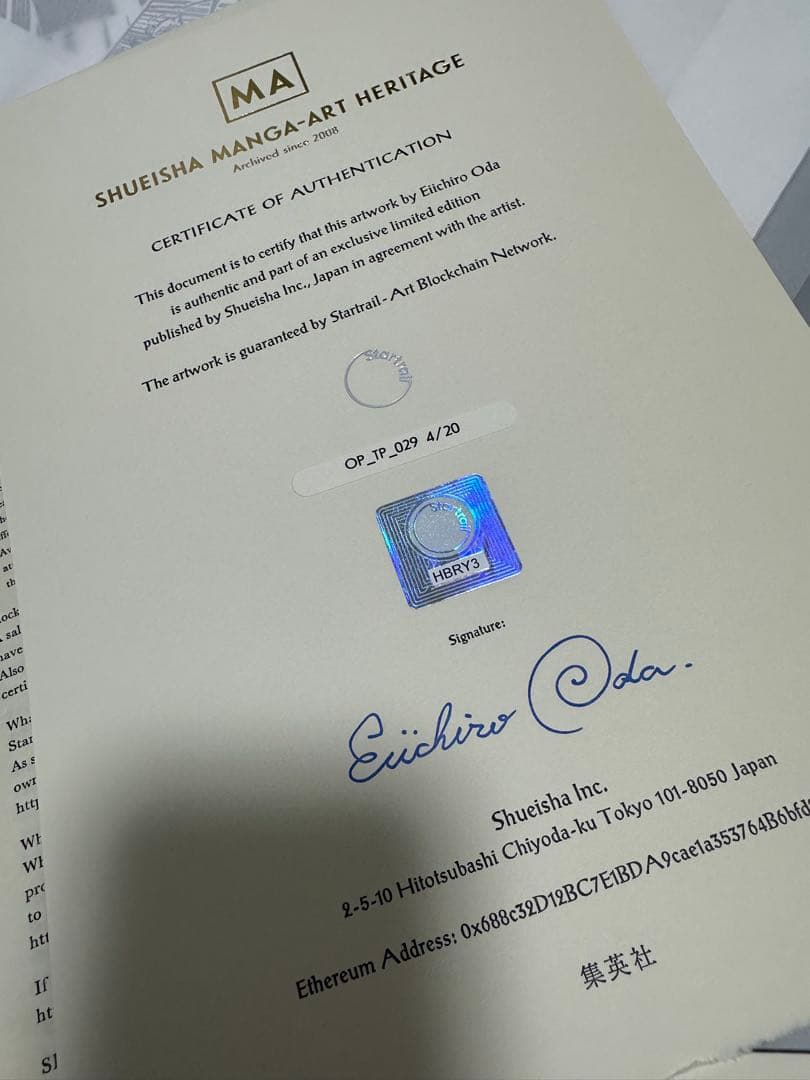 MA
SHUEISHA MANGA-ART HERITAGE
Archived since 2008
CERTIFICATE OF AUTHENTICATION
This document is to certify that this artwork by Eiichiro Oda
is authentic and part of an exclusive limited edition
published by Shueisha Inc., Japan in agreement with the artist.
The artwork is guaranteed by Startrail - Art Blockchain Network.
Startrail
OP_TP_029 4/20
Startrail
HBRY3
Signature:
Eiichiro Oda.
Shueisha Inc.
2-5-10 Hitotsubashi Chiyoda-ku Tokyo 101-8050 Japan
Ethereum Address: 0x688c32D12BC7E1BDA9cae1a353764B6bfd
集英社